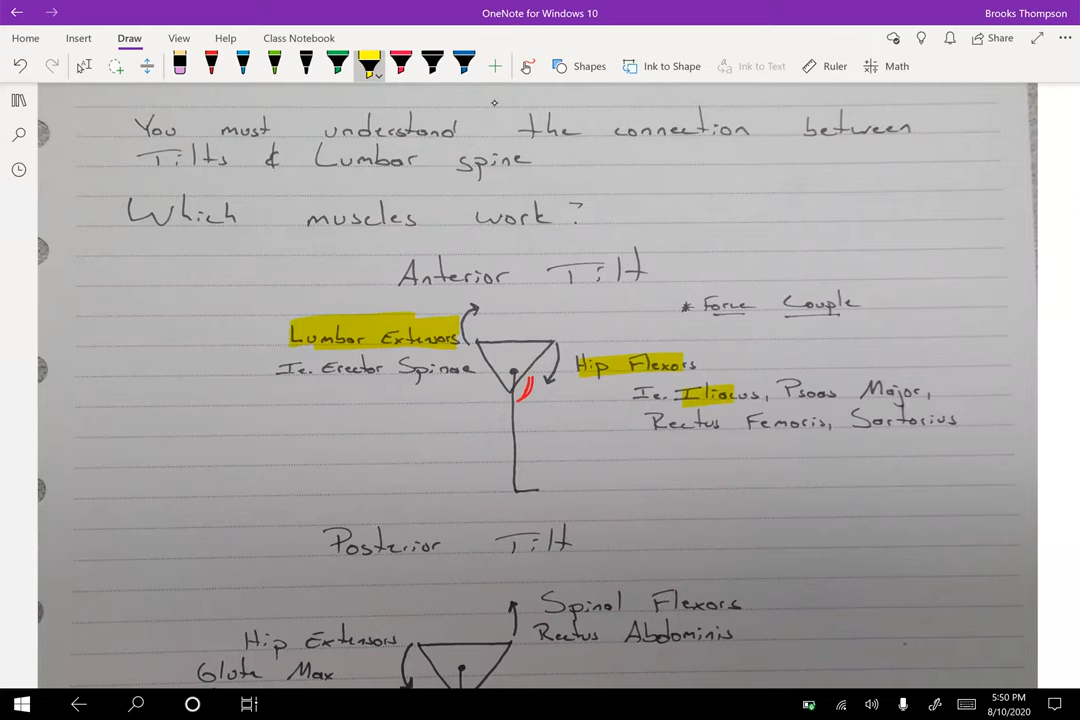 OneNote for Windows 10
Brooks Thompson
Home Insert Draw View Help Class Notebook
Share
Shapes Ink to Shape Ink to Text Ruler Math
You must understand the connection between
Tilts & Lumbar spine
Which muscles work?
Anterior Tilt
* Force Couple
Lumbar Extensors
Ie. Erector Spinae
Hip Flexors
Ie. Iliacus, Psoas Major,
Rectus Femoris, Sartorius
Posterior Tilt
Spinal Flexors
Rectus Abdominis
Hip Extensors
Glute Max
5:50 PM
8/10/2020